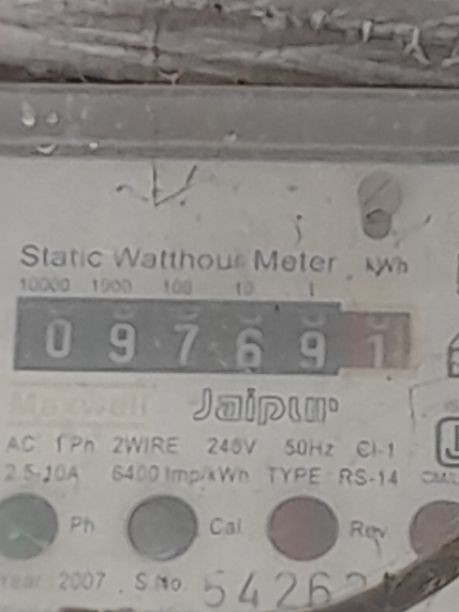 Static Watthour Meter kWh
10000 1000 100 10 1
0 9 7 6 9 1
Maxwell Jaipur
AC 1Ph 2WIRE 240V 50Hz Cl-1
2.5-10A 6400 Imp/kWh TYPE RS-14
Ph Cal Rev
Year 2007 . S.No. 5426